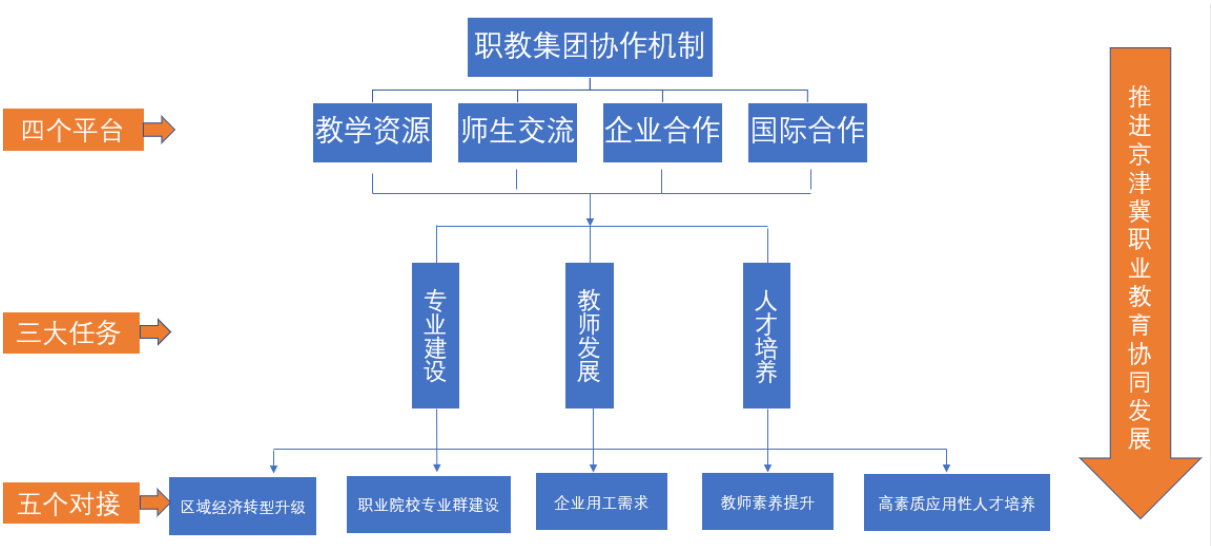 职教集团协作机制
四个平台
教学资源
师生交流
企业合作
国际合作
三大任务
专业建设
教师发展
人才培养
五个对接
区域经济转型升级
职业院校专业群建设
企业用工需求
教师素养提升
高素质应用性人才培养
推进京津冀职业教育协同发展